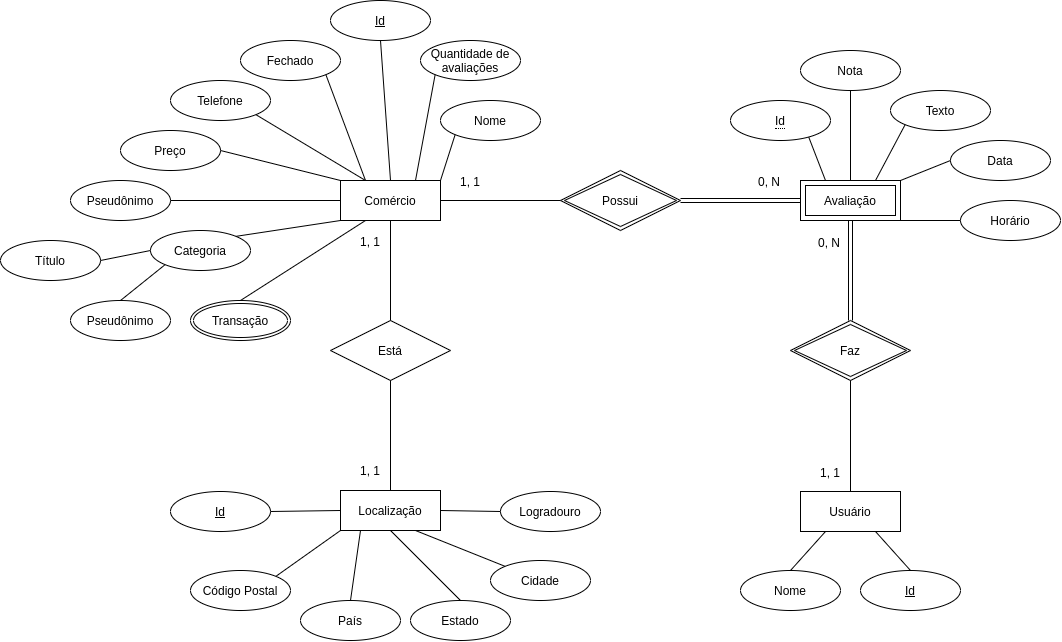 Id
Fechado
Quantidade de
avaliações
Nota
Telefone
Nome
Id
Texto
Preço
Data
1, 1
0, N
Pseudônimo
Comércio
Possui
Avaliação
Horário
1, 1
0, N
Título
Categoria
Pseudônimo
Transação
Está
Faz
1, 1
1, 1
Id
Localização
Logradouro
Usuário
Código Postal
Cidade
Nome
Id
País
Estado